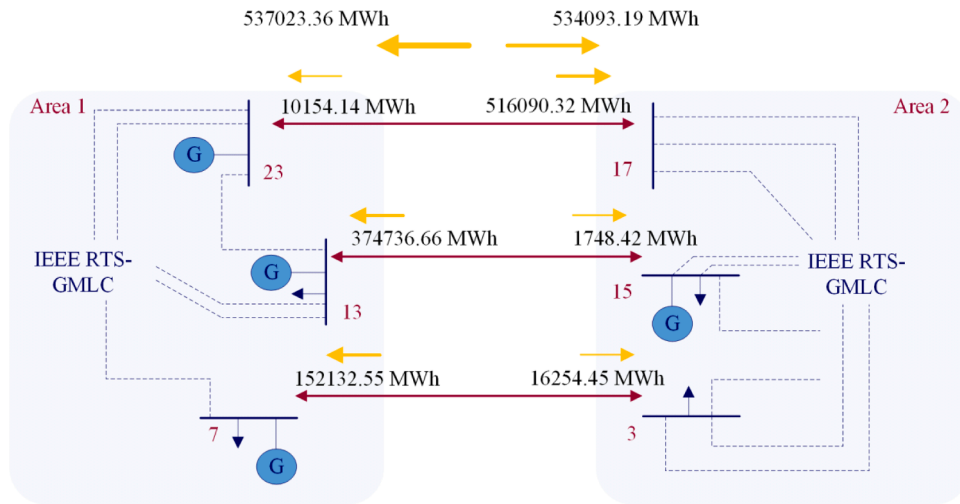 537023.36 MWh 534093.19 MWh
Area 1 10154.14 MWh 516090.32 MWh Area 2
G
23 17
374736.66 MWh 1748.42 MWh
IEEE RTS-
GMLC
G
13
15
G
IEEE RTS-
GMLC
152132.55 MWh 16254.45 MWh
7 3
G